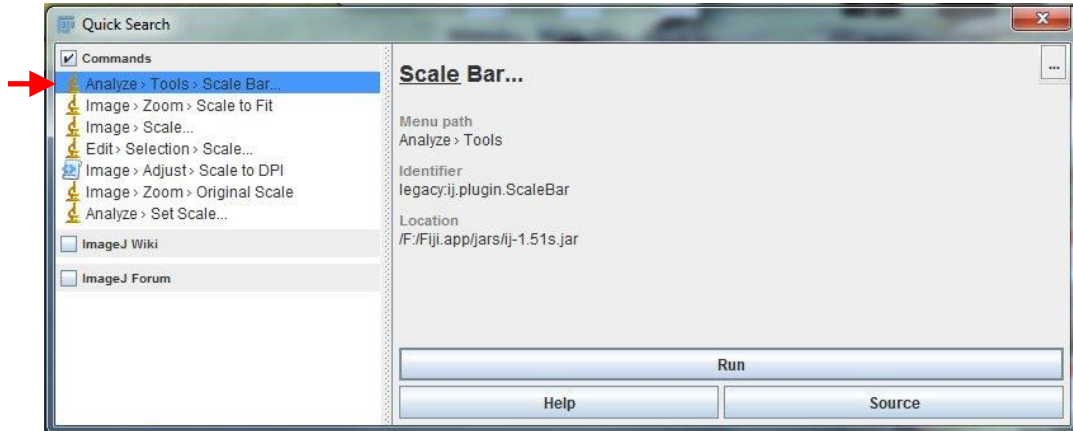 Quick Search
Commands
Analyze › Tools › Scale Bar...
Image › Zoom › Scale to Fit
Image › Scale...
Edit › Selection › Scale...
Image › Adjust › Scale to DPI
Image › Zoom › Original Scale
Analyze › Set Scale...
ImageJ Wiki
ImageJ Forum
Scale Bar...
...
Menu path
Analyze › Tools
Identifier
legacy:ij.plugin.ScaleBar
Location
/F:/Fiji.app/jars/ij-1.51s.jar
Run
Help
Source